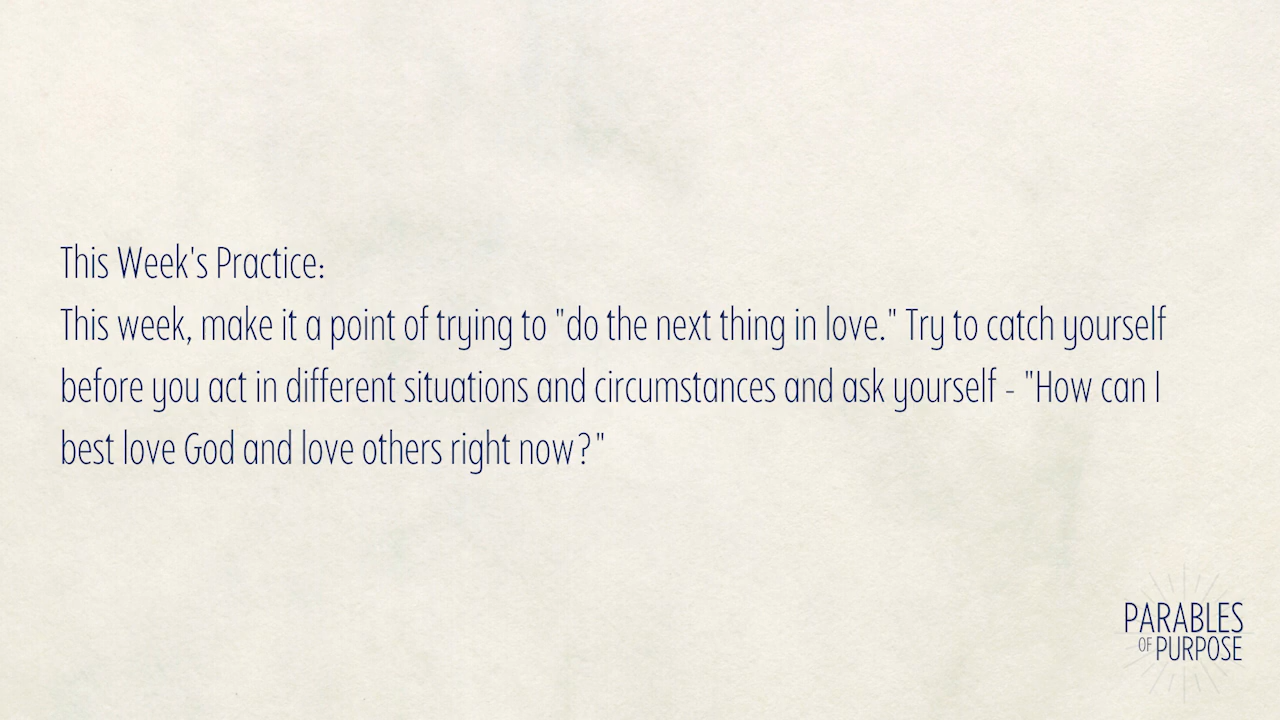 This Week's Practice:
This week, make it a point of trying to "do the next thing in love." Try to catch yourself
before you act in different situations and circumstances and ask yourself - "How can I
best love God and love others right now?"
PARABLES
OF PURPOSE